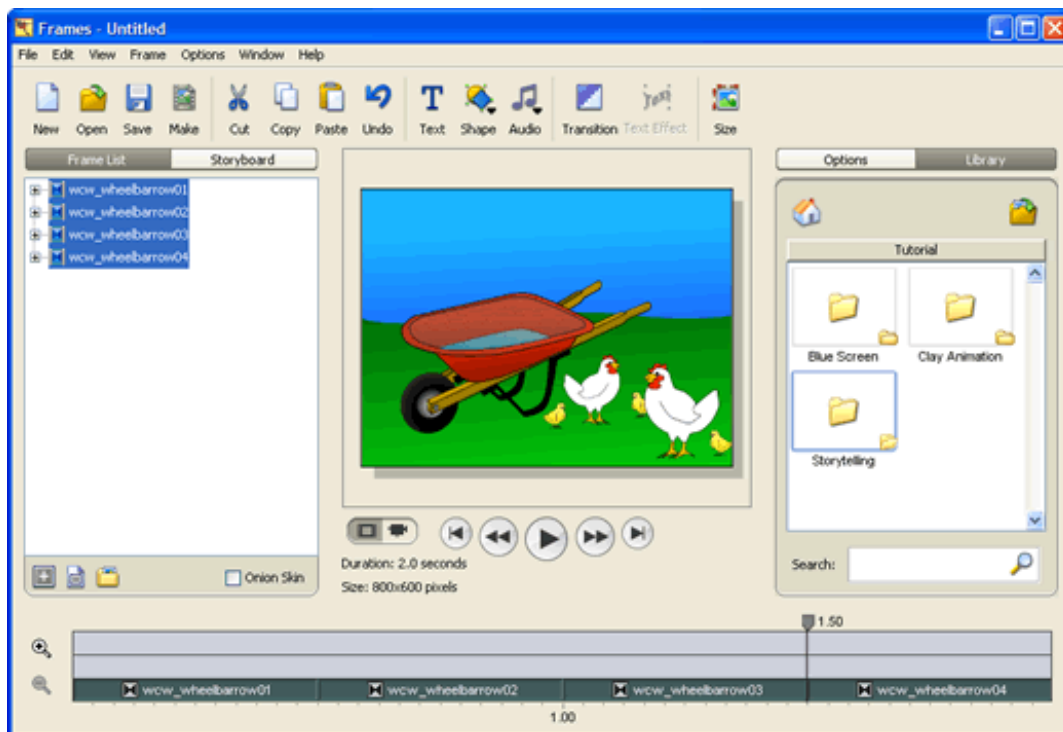 Frames - Untitled
File Edit View Frame Options Window Help
New Open Save Make Cut Copy Paste Undo Text Shape Audio Transition Text Effect Size
Frame List Storyboard
Options Library
wcw_wheelbarrow01
wcw_wheelbarrow02
wcw_wheelbarrow03
wcw_wheelbarrow04
Tutorial
Blue Screen Clay Animation
Storytelling
Onion Skin
Duration: 2.0 seconds
Size: 800x600 pixels
Search:
1.50
wcw_wheelbarrow01 wcw_wheelbarrow02 wcw_wheelbarrow03 wcw_wheelbarrow04
1.00